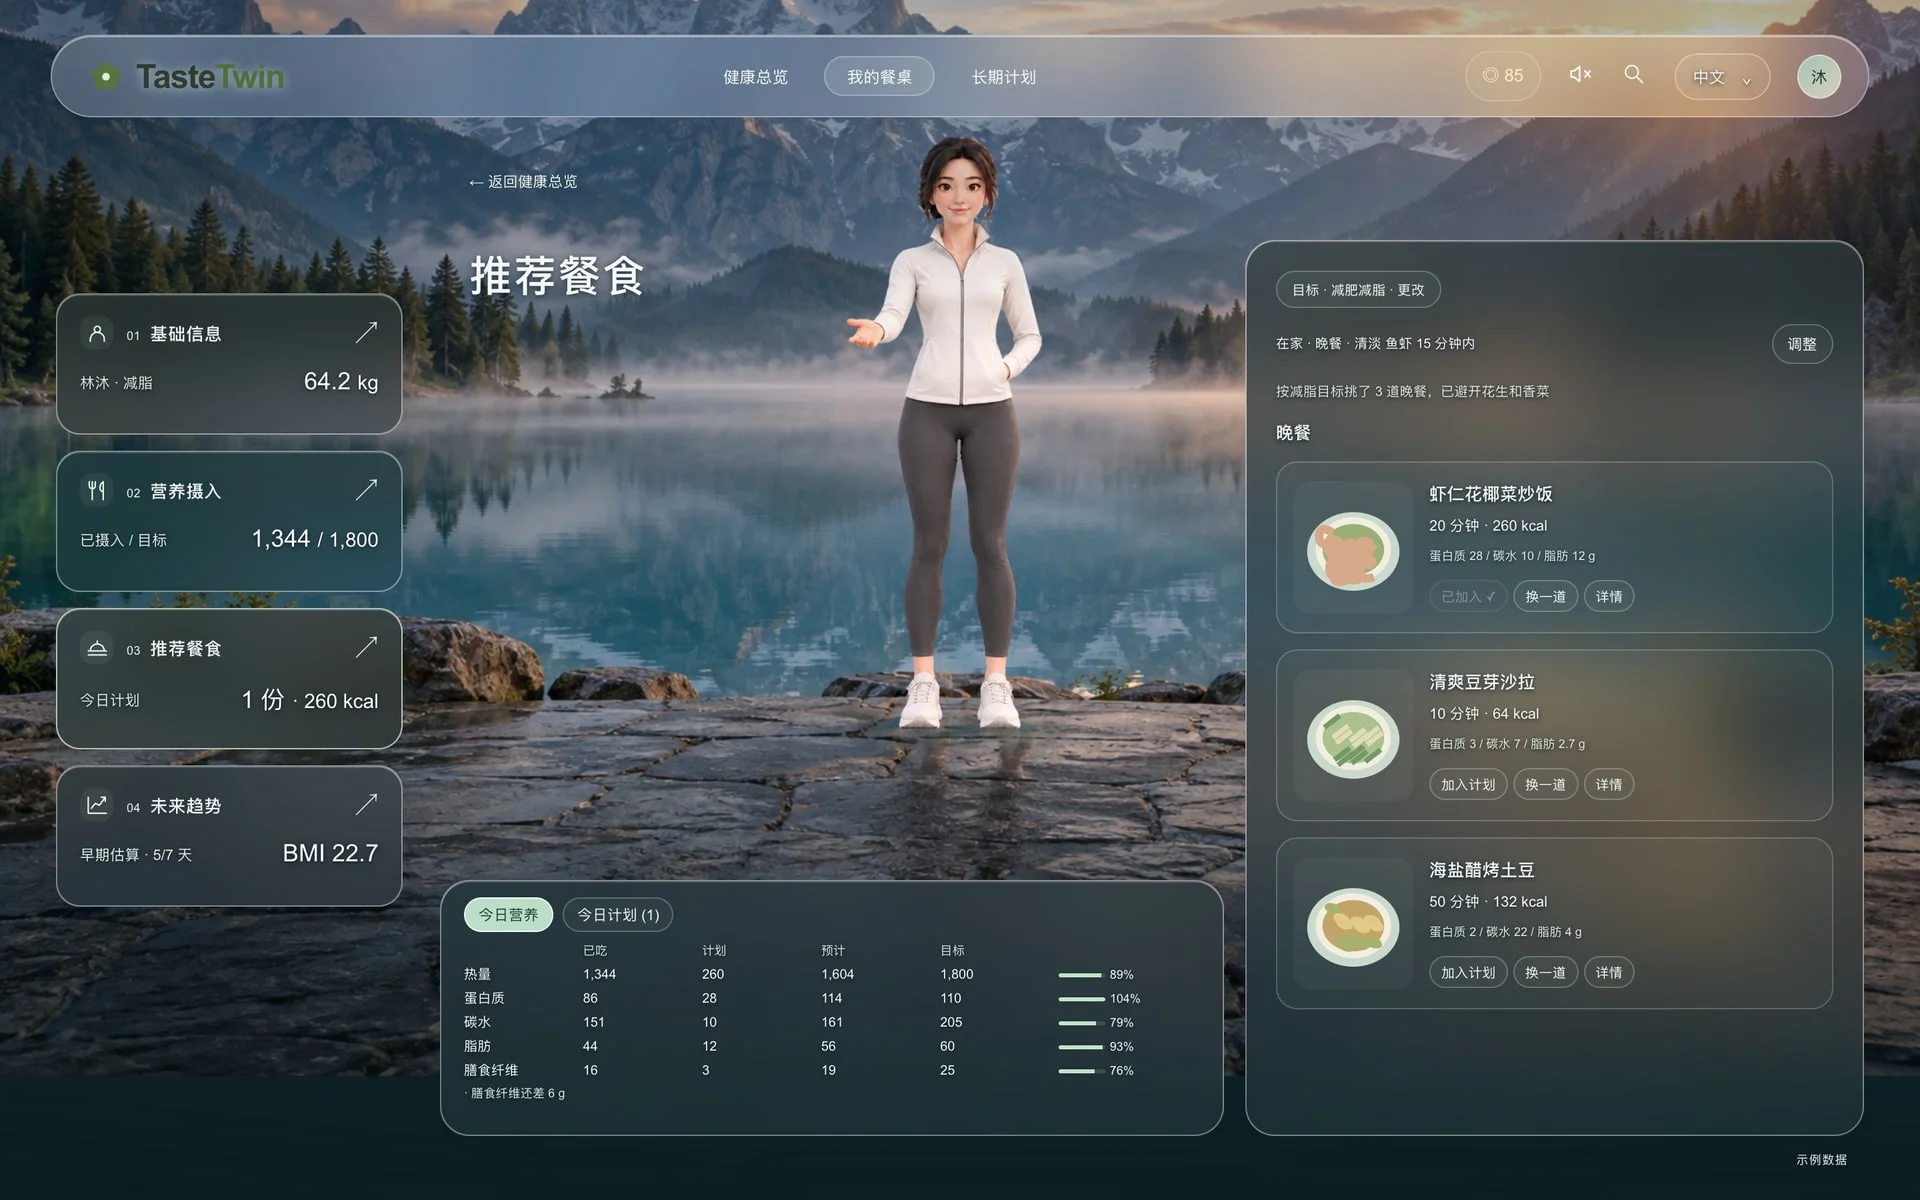 TasteTwin
健康总览
我的餐桌
长期计划
85
中文
沐
← 返回健康总览
推荐餐食
01 基础信息
林沐 · 减脂
64.2 kg
02 营养摄入
已摄入 / 目标
1,344 / 1,800
03 推荐餐食
今日计划
1 份 · 260 kcal
04 未来趋势
早期估算 · 5/7 天
BMI 22.7
今日营养
今日计划 (1)
已吃 计划 预计 目标
热量 1,344 260 1,604 1,800 89%
蛋白质 86 28 114 110 104%
碳水 151 10 161 205 79%
脂肪 44 12 56 60 93%
膳食纤维 16 3 19 25 76%
· 膳食纤维还差 6 g
目标 · 减肥减脂 · 更改
在家 · 晚餐 · 清淡 鱼虾 15 分钟内
调整
按减脂目标挑了 3 道晚餐，已避开花生和香菜
晚餐
虾仁花椰菜炒饭
20 分钟 · 260 kcal
蛋白质 28 / 碳水 10 / 脂肪 12 g
已加入 ✓ 换一道 详情
清爽豆芽沙拉
10 分钟 · 64 kcal
蛋白质 3 / 碳水 7 / 脂肪 2.7 g
加入计划 换一道 详情
海盐醋烤土豆
50 分钟 · 132 kcal
蛋白质 2 / 碳水 22 / 脂肪 4 g
加入计划 换一道 详情
示例数据